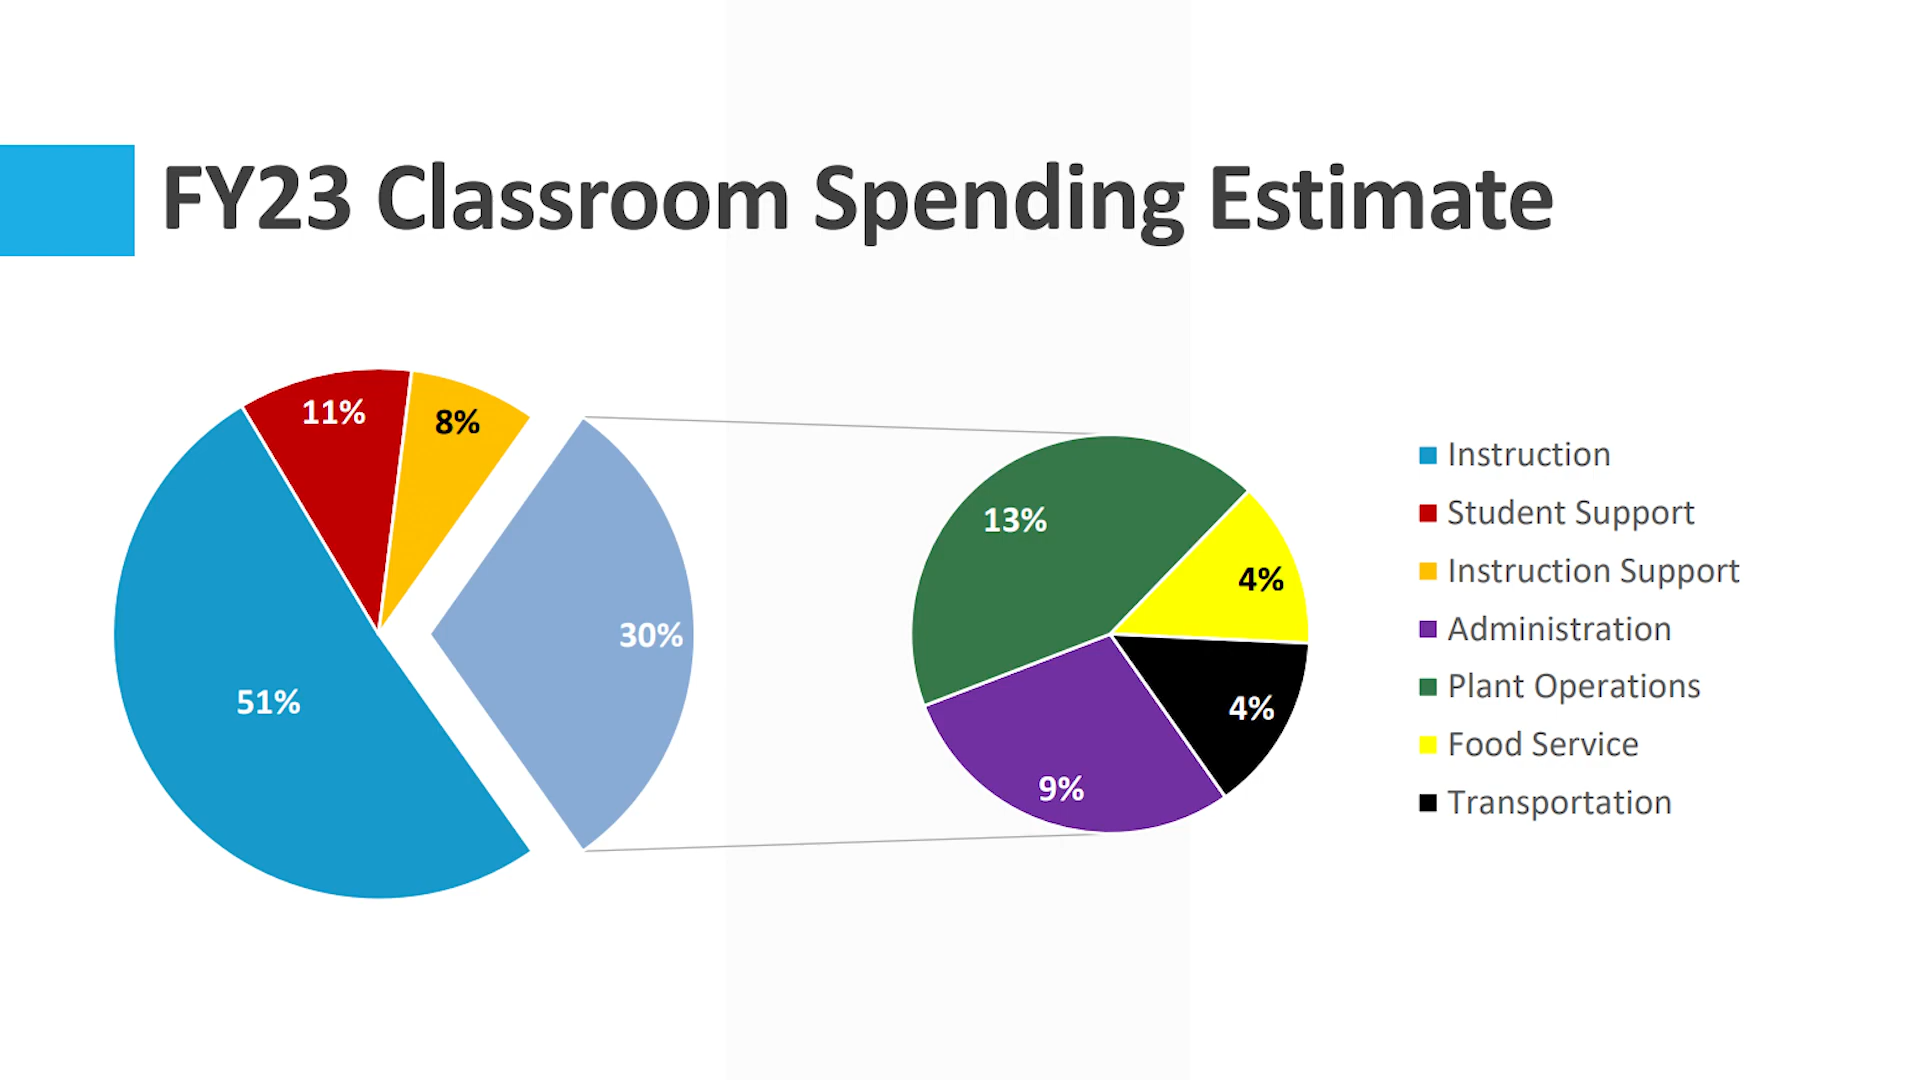 FY23 Classroom Spending Estimate
11%
8%
30%
51%
13%
4%
4%
9%
Instruction
Student Support
Instruction Support
Administration
Plant Operations
Food Service
Transportation